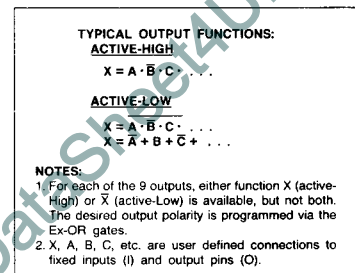 TYPICAL OUTPUT FUNCTIONS:
ACTIVE-HIGH
X = A · B̅ · C · . . .
ACTIVE-LOW
X = A · B̅ · C · . . .
X = A̅ + B + C̅ + . . .
NOTES:
1. For each of the 9 outputs, either function X (active-
High) or X̅ (active-Low) is available, but not both.
The desired output polarity is programmed via the
Ex-OR gates.
2. X, A, B, C, etc. are user defined connections to
fixed inputs (I) and output pins (O).
DataSheet4U